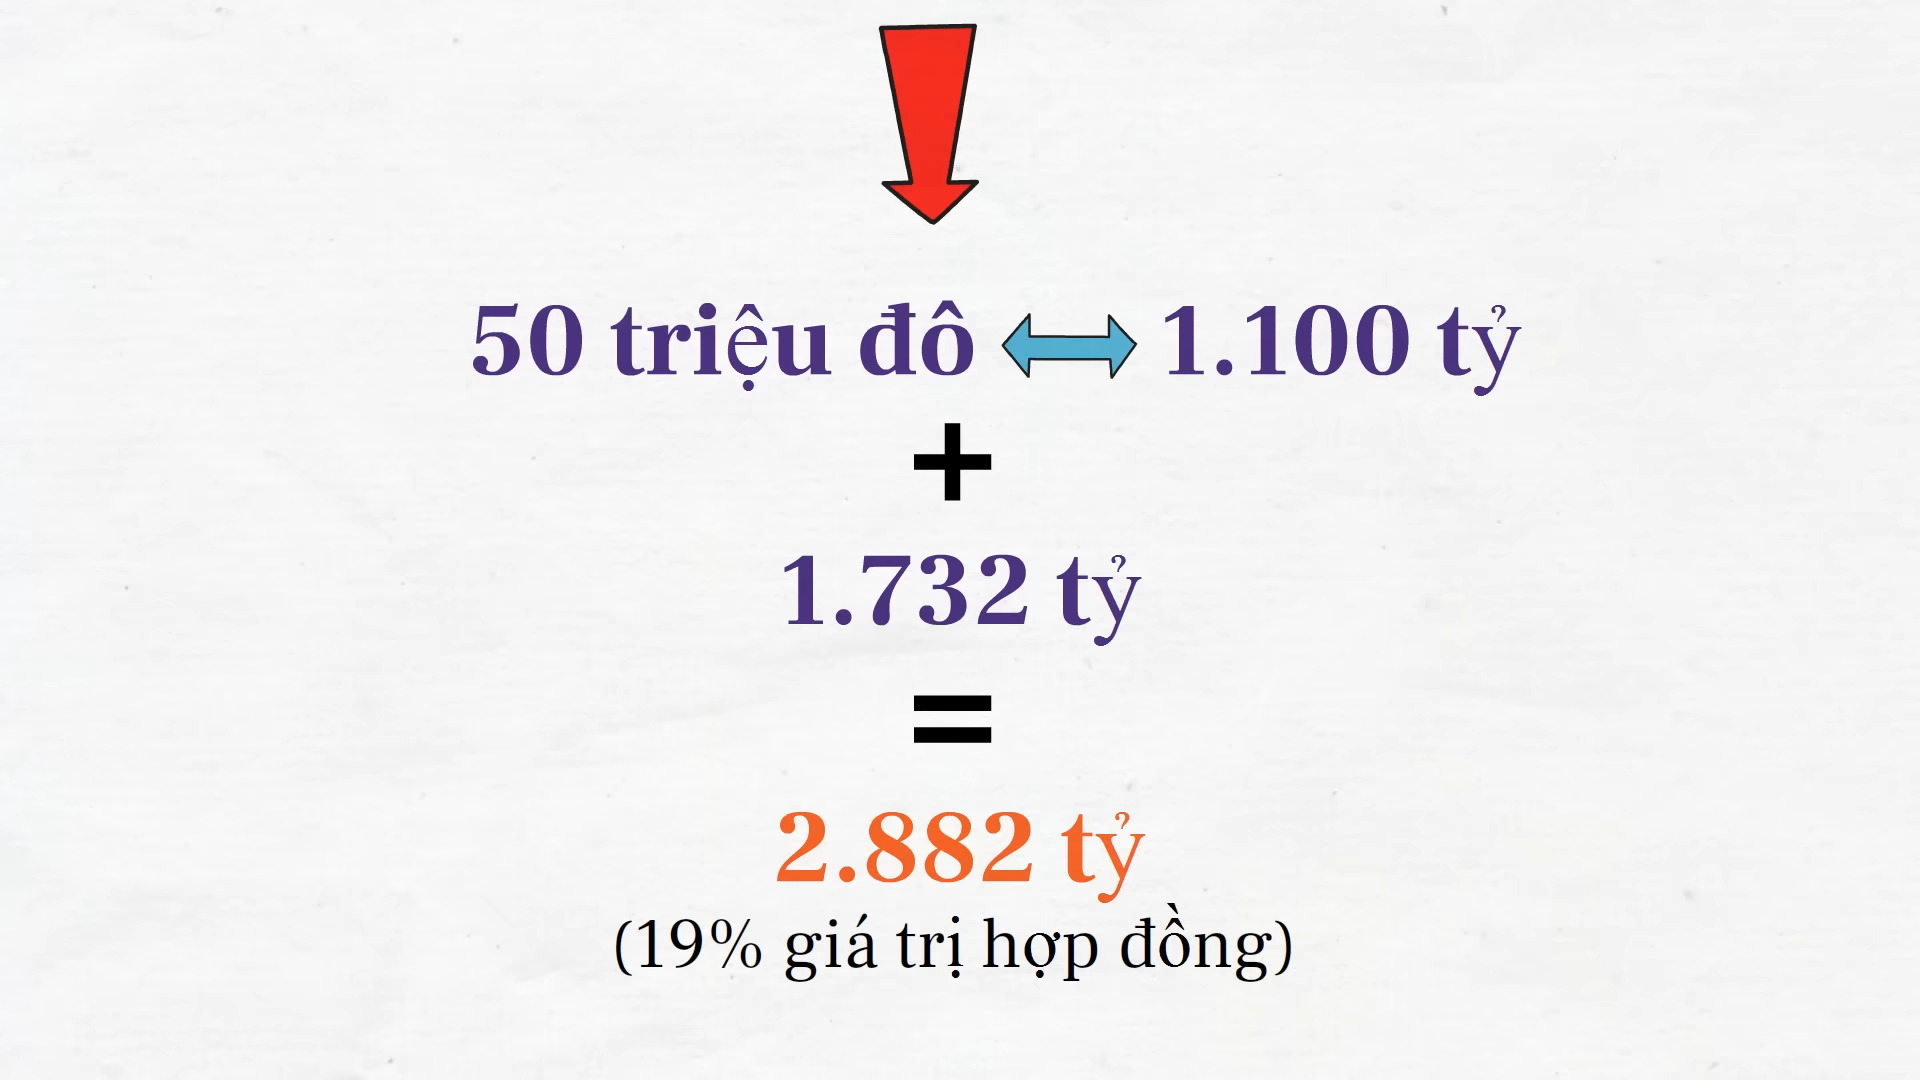 50 triệu đô 1.100 tỷ
+
1.732 tỷ
=
2.882 tỷ
(19% giá trị hợp đồng)